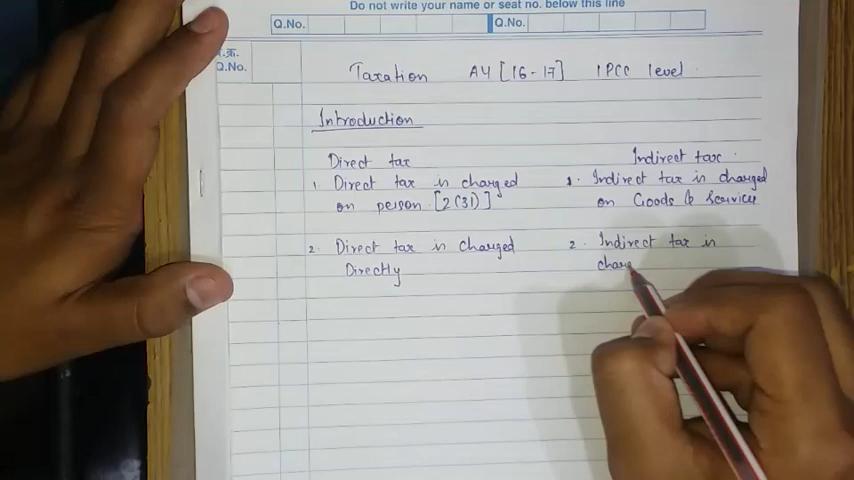 Do not write your name or seat no. below this line
Q.No. Q.No.
प्र.क्र.
Q.No.
Taxation AY [16-17] IPCC level
Introduction
Direct tax Indirect tax
1. Direct tax is charged 1. Indirect tax is charged
on person [2(31)] on Goods & Services
2. Direct tax is charged 2. Indirect tax is
Directly charg